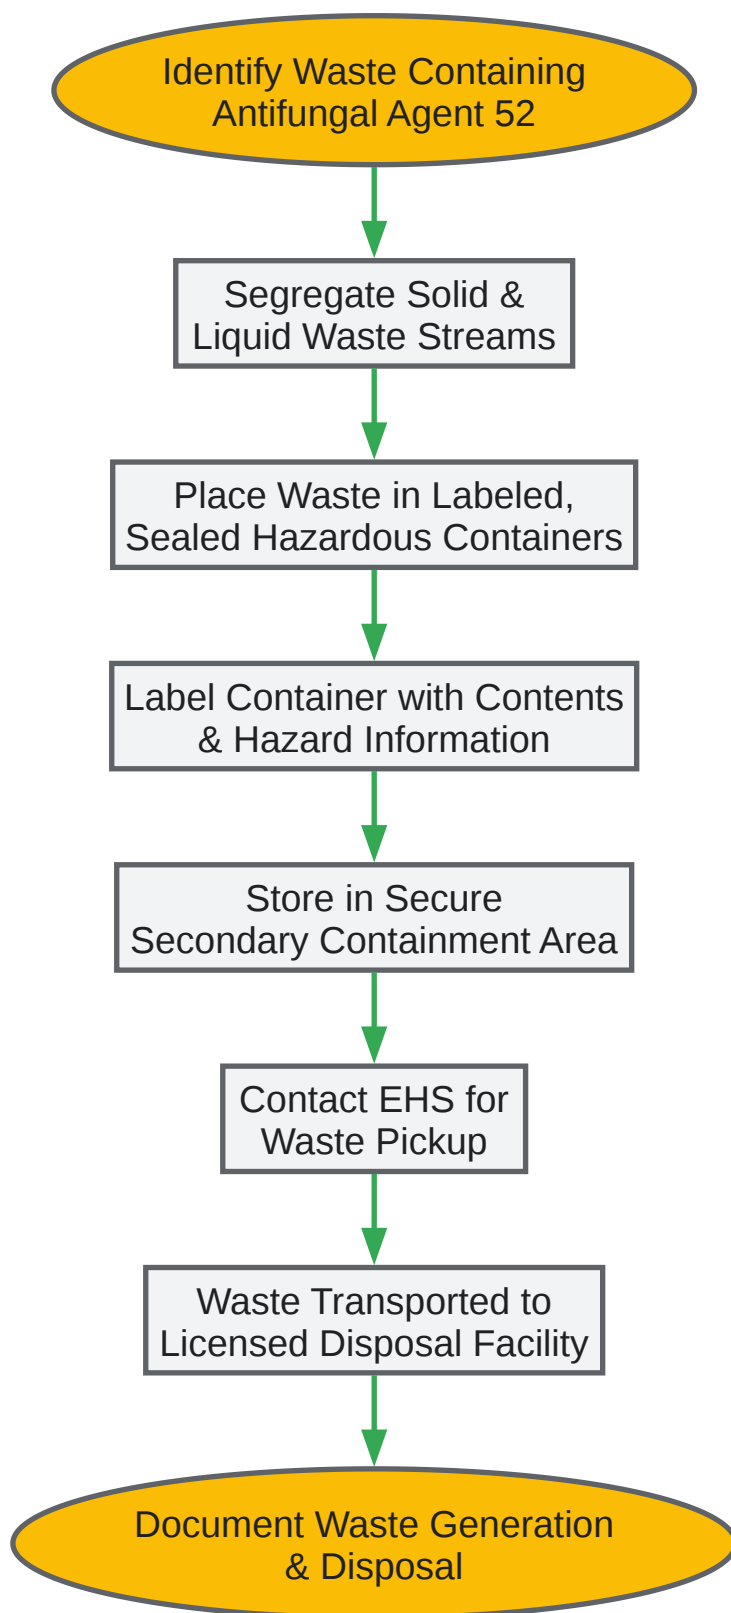 Identify Waste Containing
Antifungal Agent 52
Segregate Solid &
Liquid Waste Streams
Place Waste in Labeled,
Sealed Hazardous Containers
Label Container with Contents
& Hazard Information
Store in Secure
Secondary Containment Area
Contact EHS for
Waste Pickup
Waste Transported to
Licensed Disposal Facility
Document Waste Generation
& Disposal